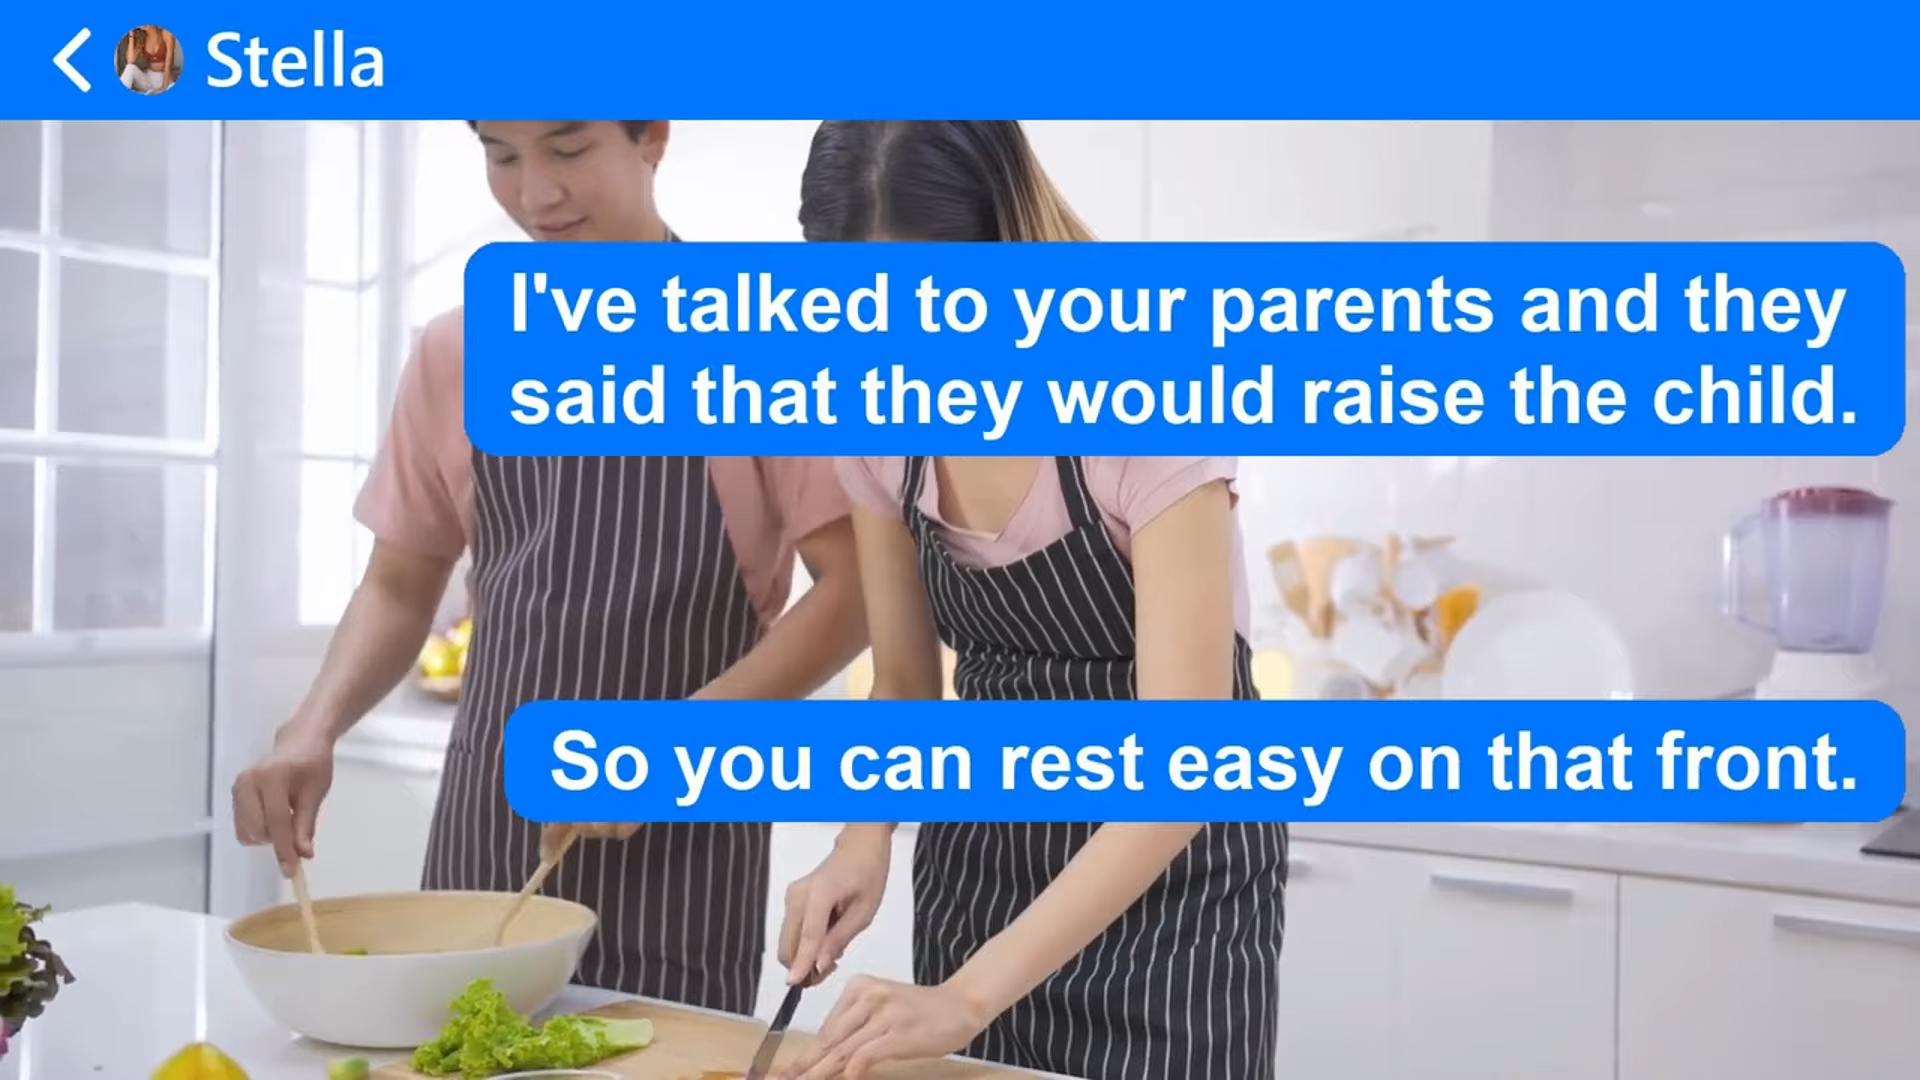 Stella
I've talked to your parents and they
said that they would raise the child.
So you can rest easy on that front.